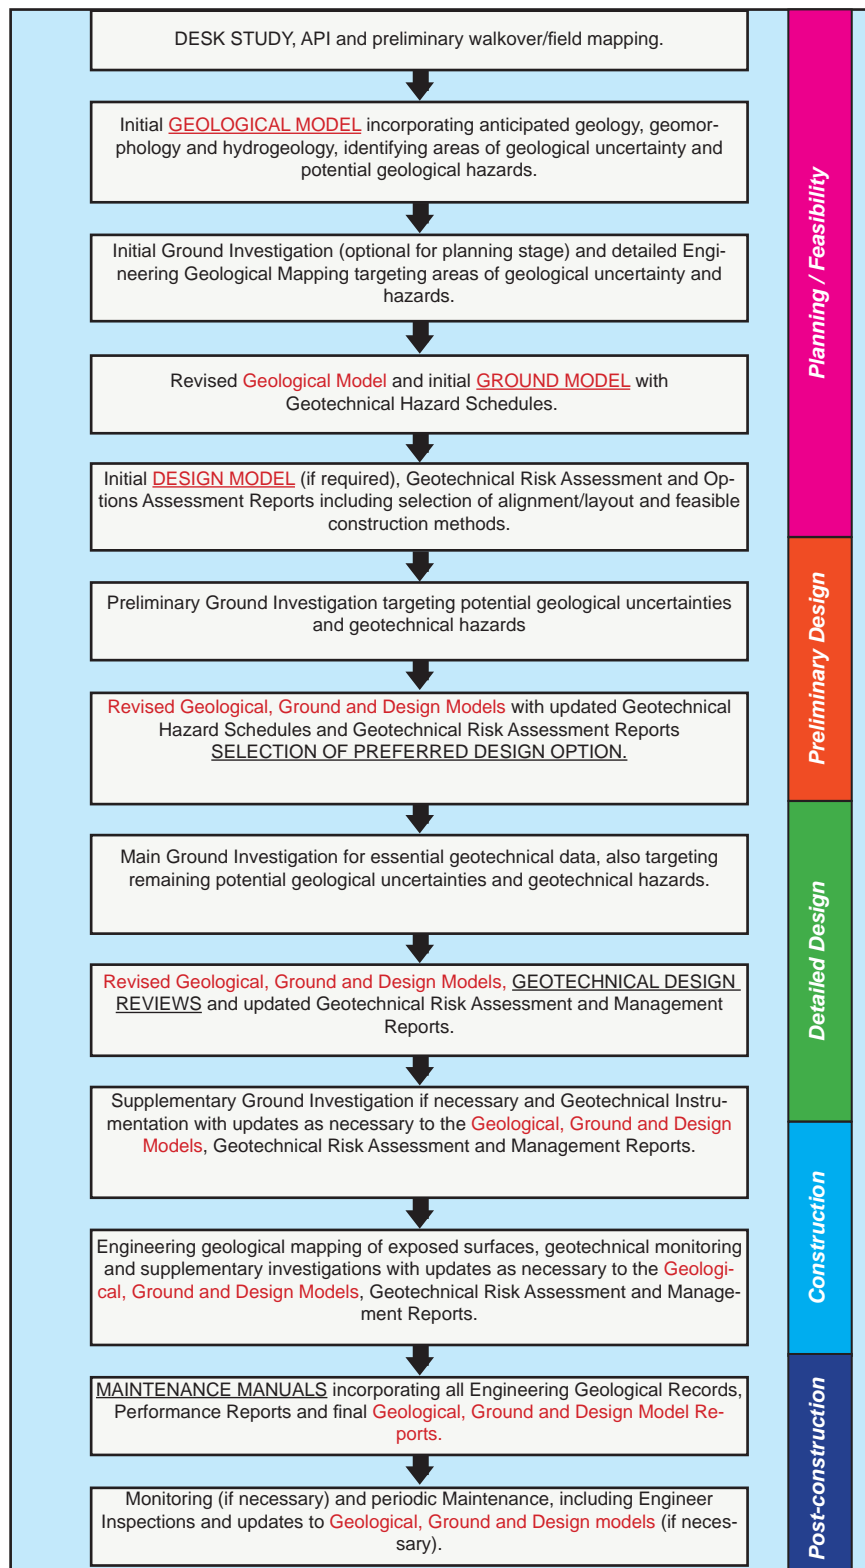 DESK STUDY, API and preliminary walkover/field mapping.
Initial GEOLOGICAL MODEL incorporating anticipated geology, geomor-
phology and hydrogeology, identifying areas of geological uncertainty and
potential geological hazards.
Initial Ground Investigation (optional for planning stage) and detailed Engi-
neering Geological Mapping targeting areas of geological uncertainty and
hazards.
Revised Geological Model and initial GROUND MODEL with
Geotechnical Hazard Schedules.
Initial DESIGN MODEL (if required), Geotechnical Risk Assessment and Op-
tions Assessment Reports including selection of alignment/layout and feasible
construction methods.
Planning / Feasibility
Preliminary Ground Investigation targeting potential geological uncertainties
and geotechnical hazards
Revised Geological, Ground and Design Models with updated Geotechnical
Hazard Schedules and Geotechnical Risk Assessment Reports
SELECTION OF PREFERRED DESIGN OPTION.
Preliminary Design
Main Ground Investigation for essential geotechnical data, also targeting
remaining potential geological uncertainties and geotechnical hazards.
Revised Geological, Ground and Design Models, GEOTECHNICAL DESIGN
REVIEWS and updated Geotechnical Risk Assessment and Management
Reports.
Detailed Design
Supplementary Ground Investigation if necessary and Geotechnical Instru-
mentation with updates as necessary to the Geological, Ground and Design
Models, Geotechnical Risk Assessment and Management Reports.
Engineering geological mapping of exposed surfaces, geotechnical monitoring
and supplementary investigations with updates as necessary to the Geologi-
cal, Ground and Design Models, Geotechnical Risk Assessment and Manage-
ment Reports.
Construction
MAINTENANCE MANUALS incorporating all Engineering Geological Records,
Performance Reports and final Geological, Ground and Design Model Re-
ports.
Monitoring (if necessary) and periodic Maintenance, including Engineer
Inspections and updates to Geological, Ground and Design models (if neces-
sary).
Post-construction